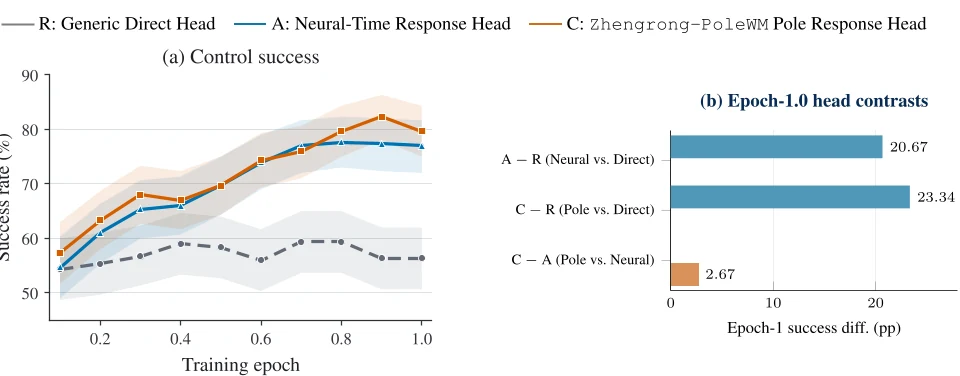 R: Generic Direct Head
A: Neural-Time Response Head
C: Zhengrong-PoleWM Pole Response Head
(a) Control success
90
80
70
60
50
Success rate (%)
0.2
0.4
0.6
0.8
1.0
Training epoch
(b) Epoch-1.0 head contrasts
A − R (Neural vs. Direct)
20.67
C − R (Pole vs. Direct)
23.34
C − A (Pole vs. Neural)
2.67
0
10
20
Epoch-1 success diff. (pp)